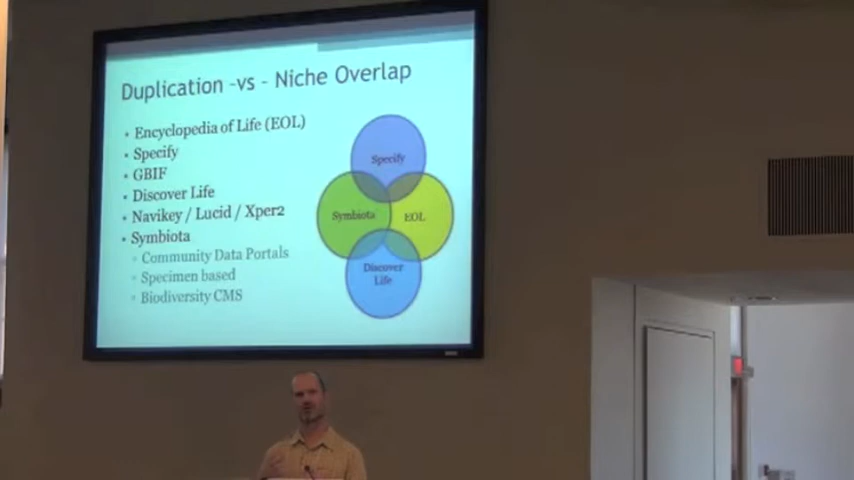 Duplication -vs - Niche Overlap
Encyclopedia of Life (EOL)
Specify
GBIF
Discover Life
Navikey / Lucid / Xper2
Symbiota
Community Data Portals
Specimen based
Biodiversity CMS
Specify
Symbiota
EOL
Discover
Life